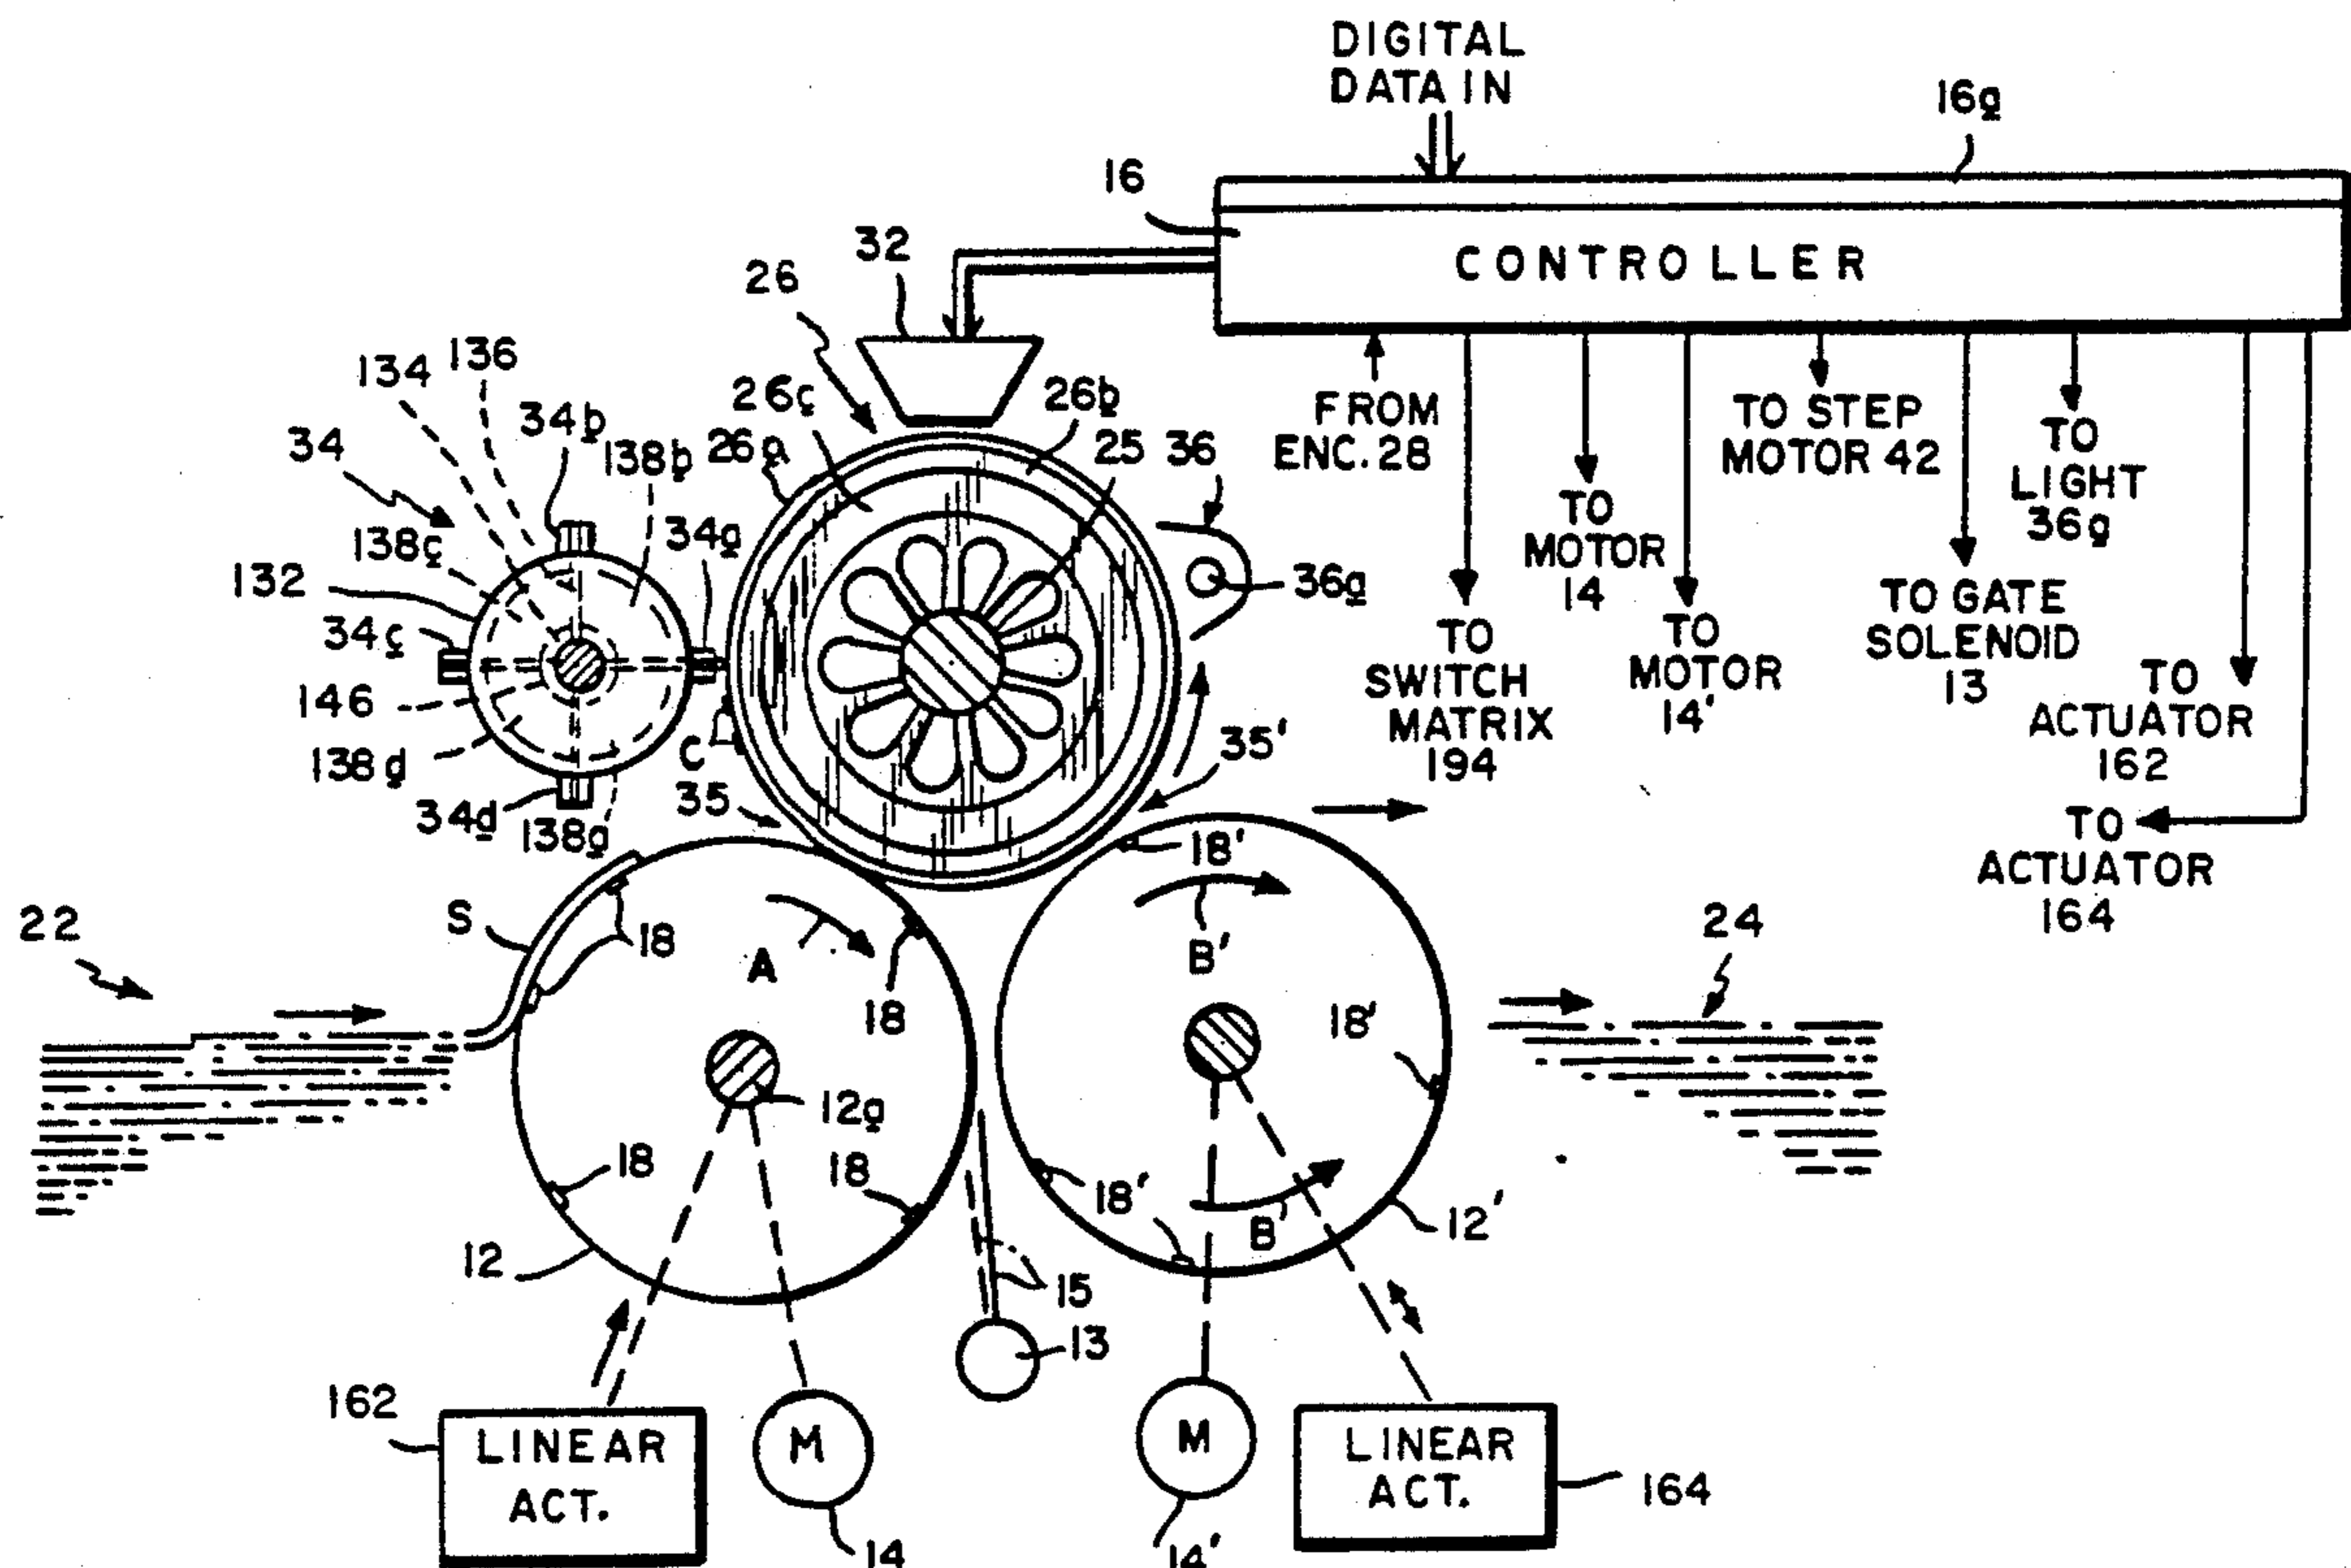 DIGITAL
DATA IN
16a
16
CONTROLLER
32
26
134
136
26c
26b
34b
34
138b
26a
25
36
FROM
ENC. 28
TO STEP
MOTOR 42
TO
LIGHT
36a
138c
34a
132
36a
TO
MOTOR
14
34c
TO
SWITCH
MATRIX
194
TO
MOTOR
14'
TO GATE
SOLENOID
13
TO
ACTUATOR
162
146
138d
C
35
35'
34d
138a
TO
ACTUATOR
164
18'
22
S
18
A
18
B'
18'
24
12a
18
18
18'
B'
12'
12
15
13
162
LINEAR
ACT.
M
14
M
14'
LINEAR
ACT.
164